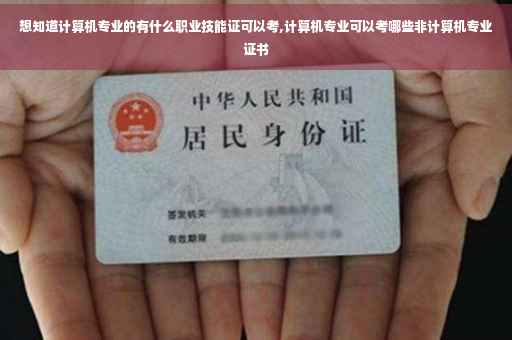 想知道计算机专业的有什么职业技能证可以考,计算机专业可以考哪些非计算机专业
证书
中华人民共和国
居民身份证
签发机关
有效期限